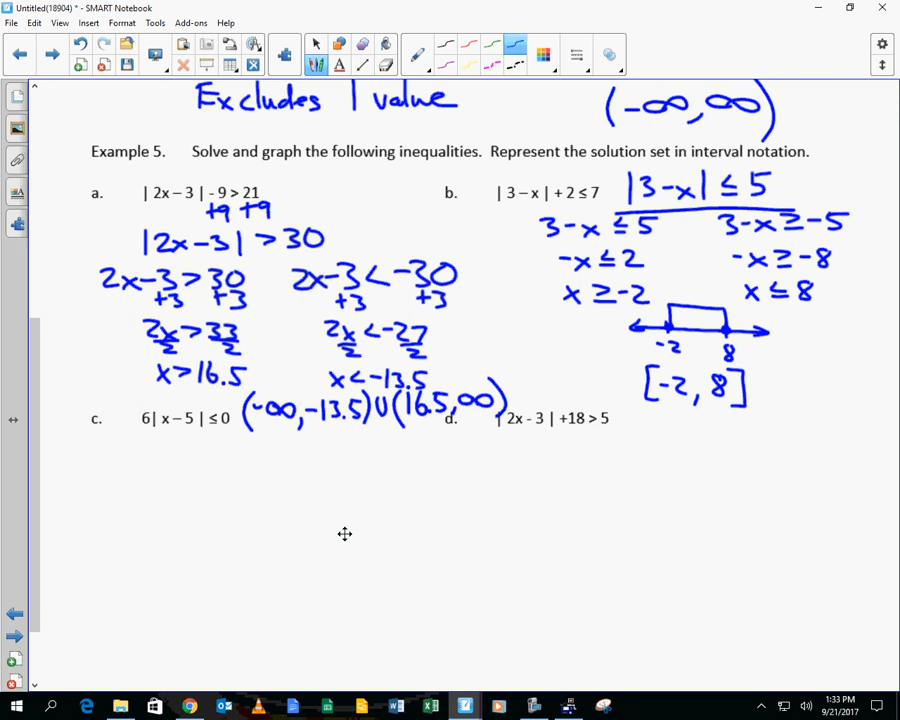 Untitled(18904) * - SMART Notebook
File Edit View Insert Format Tools Add-ons Help
Excludes 1 value
(-∞, ∞)
Example 5. Solve and graph the following inequalities. Represent the solution set in interval notation.
a. | 2x – 3 | - 9 > 21
+9 +9
|2x-3| > 30
2x-3 > 30 2x-3 < -30
+3 +3 +3 +3
2x > 33 2x < -27
2 2 2 2
x > 16.5 x < -13.5
(-∞, -13.5) U (16.5, ∞)
b. | 3 – x | + 2 ≤ 7 |3-x| ≤ 5
3-x ≤ 5 3-x ≥ -5
-x ≤ 2 -x ≥ -8
x ≥ -2 x ≤ 8
-2 8
[-2, 8]
c. 6| x – 5 | ≤ 0
d. | 2x - 3 | +18 > 5
1:33 PM
9/21/2017